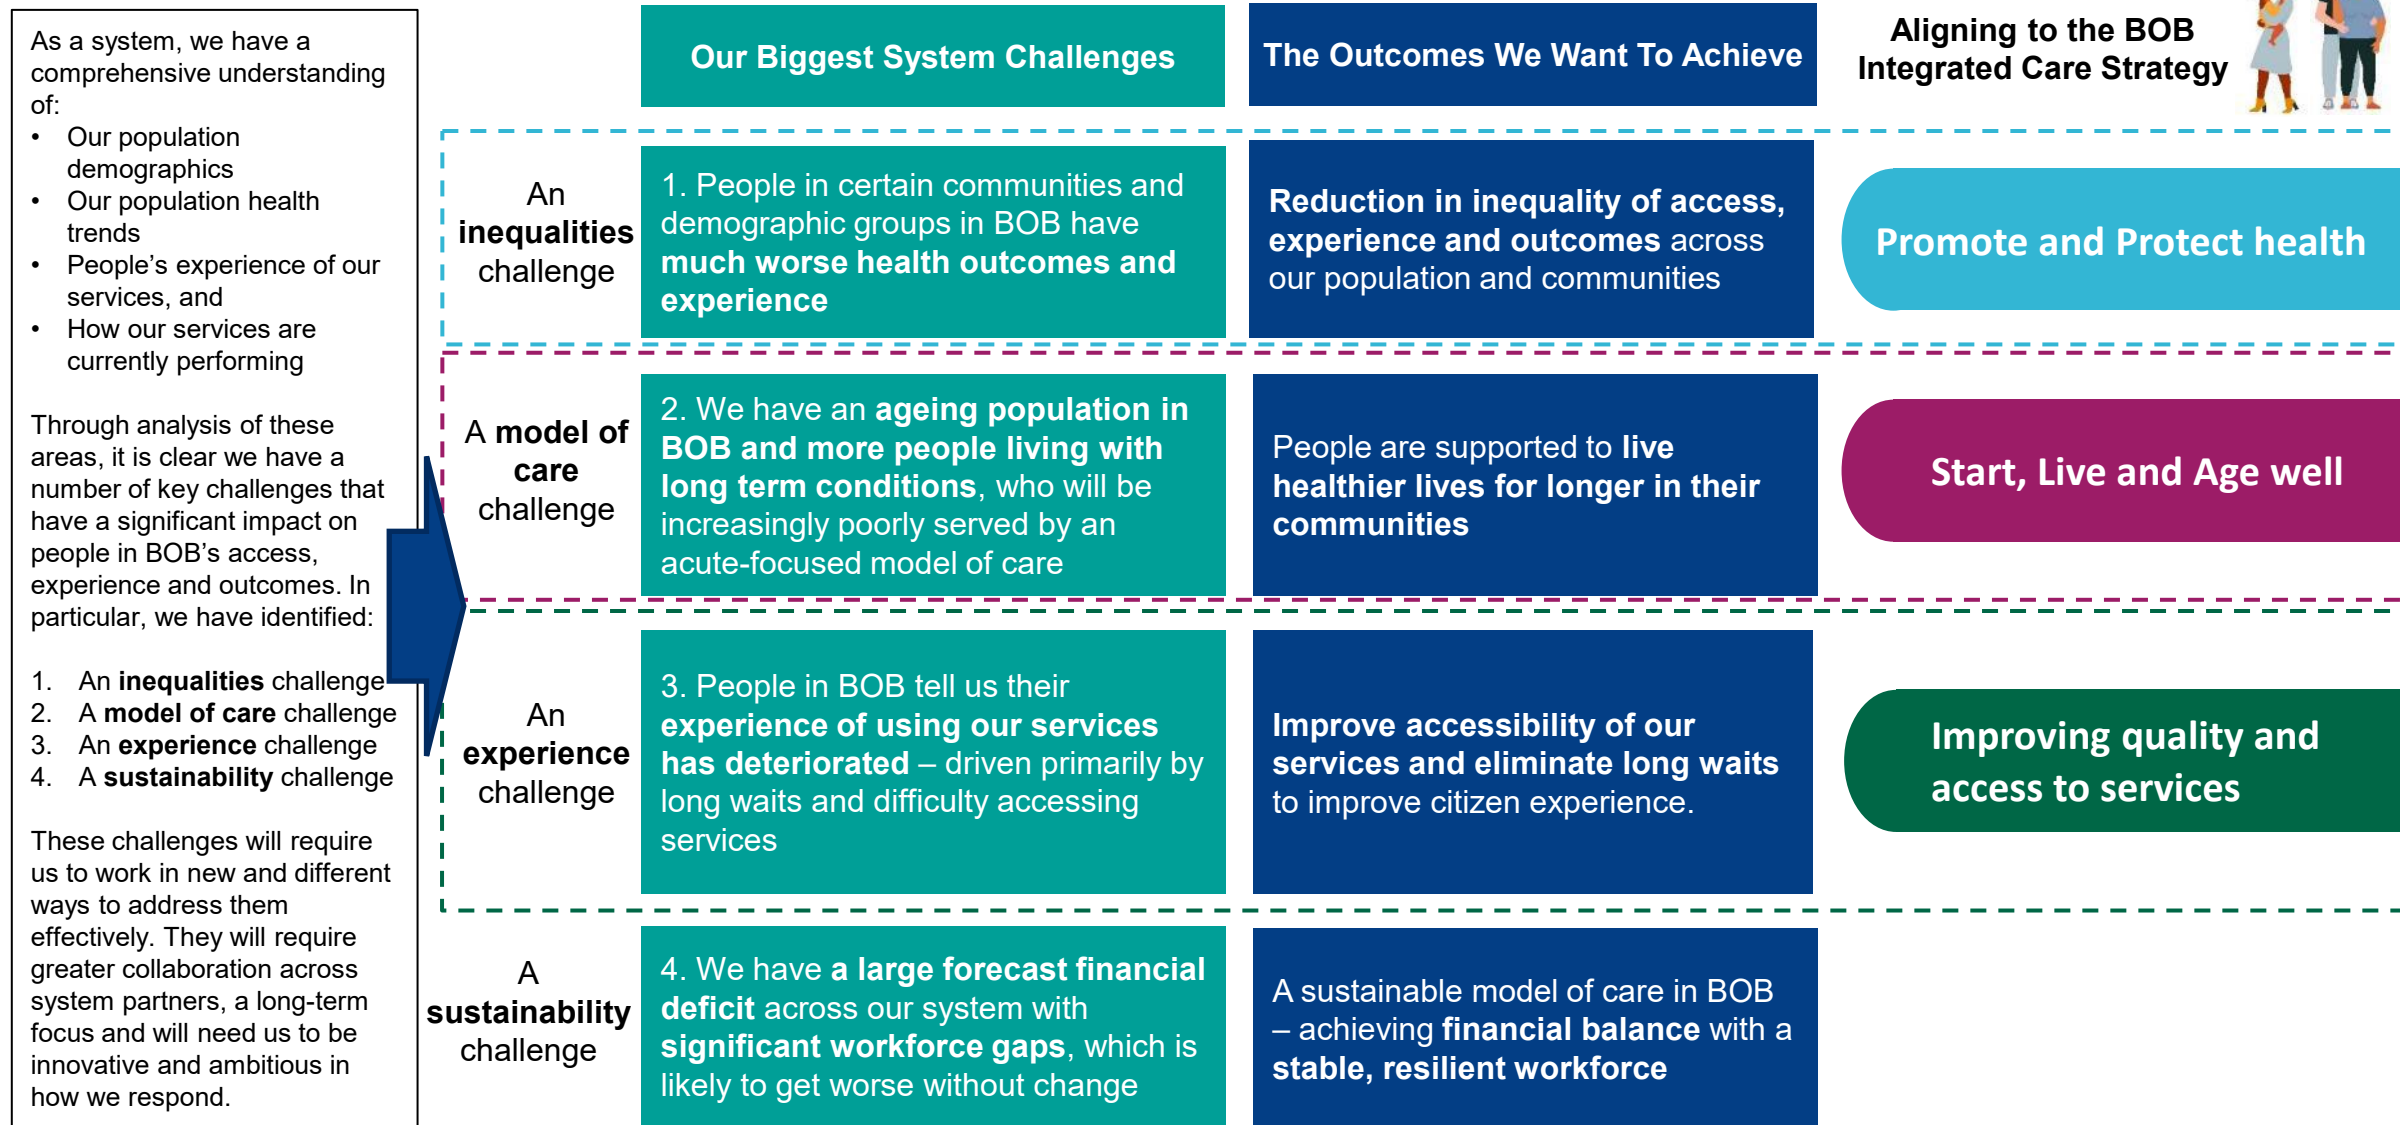 As a system, we have a
comprehensive understanding
of:
• Our population
demographics
• Our population health
trends
• People’s experience of our
services, and
• How our services are
currently performing
Through analysis of these
areas, it is clear we have a
number of key challenges that
have a significant impact on
people in BOB’s access,
experience and outcomes. In
particular, we have identified:
1. An inequalities challenge
2. A model of care challenge
3. An experience challenge
4. A sustainability challenge
These challenges will require
us to work in new and different
ways to address them
effectively. They will require
greater collaboration across
system partners, a long-term
focus and will need us to be
innovative and ambitious in
how we respond.
Our Biggest System Challenges
The Outcomes We Want To Achieve
Aligning to the BOB
Integrated Care Strategy
An
inequalities
challenge
1. People in certain communities and
demographic groups in BOB have
much worse health outcomes and
experience
Reduction in inequality of access,
experience and outcomes across
our population and communities
Promote and Protect health
A model of
care
challenge
2. We have an ageing population in
BOB and more people living with
long term conditions, who will be
increasingly poorly served by an
acute-focused model of care
People are supported to live
healthier lives for longer in their
communities
Start, Live and Age well
An
experience
challenge
3. People in BOB tell us their
experience of using our services
has deteriorated – driven primarily by
long waits and difficulty accessing
services
Improve accessibility of our
services and eliminate long waits
to improve citizen experience.
Improving quality and
access to services
A
sustainability
challenge
4. We have a large forecast financial
deficit across our system with
significant workforce gaps, which is
likely to get worse without change
A sustainable model of care in BOB
– achieving financial balance with a
stable, resilient workforce